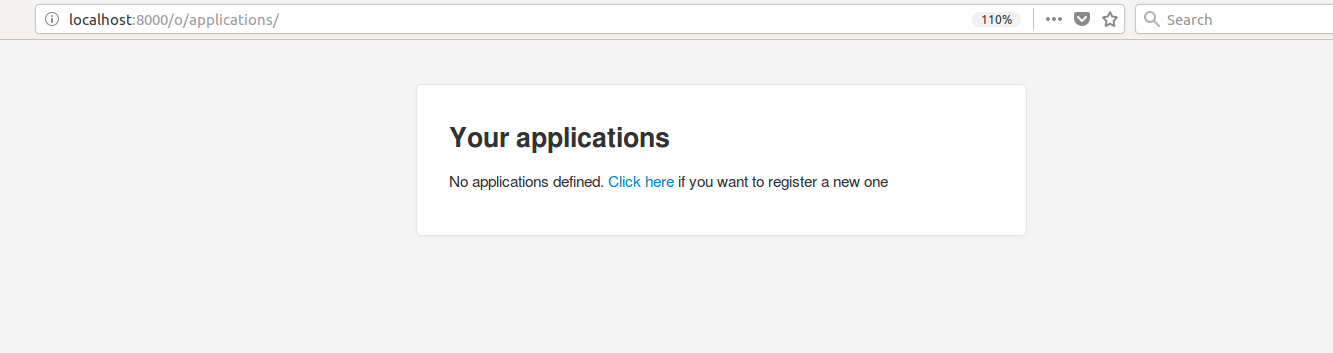 localhost:8000/o/applications/
110%
Search
Your applications
No applications defined. Click here if you want to register a new one